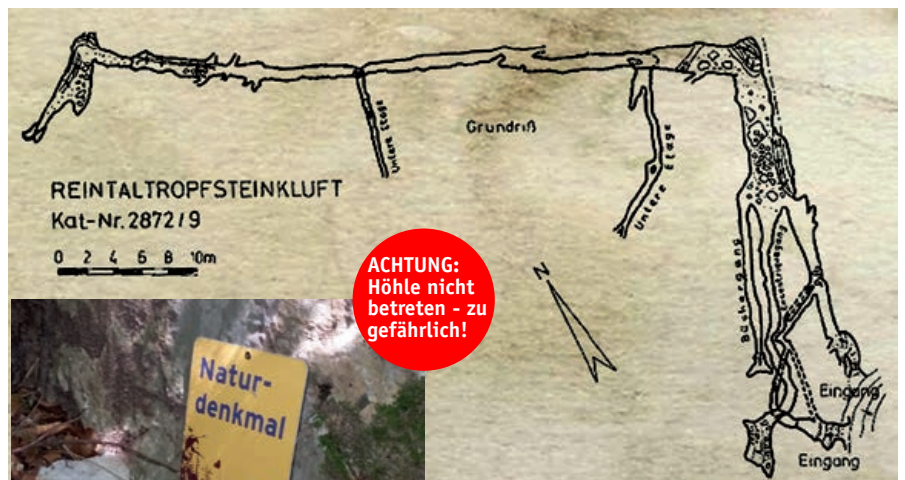 Grundriß
Untere Etage
Untere Etage
REINTALTROPFSTEINKLUFT
Kat-Nr. 2872/9
0 2 4 6 8 10m
ACHTUNG:
Höhle nicht
betreten - zu
gefährlich!
N
Büchergang
Eingang
Eingang
Natur-
denkmal